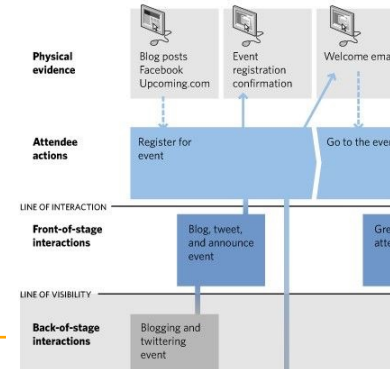 Physical
evidence
Blog posts
Facebook
Upcoming.com
Event
registration
confirmation
Welcome ema
Attendee
actions
Register for
event
Go to the eve
LINE OF INTERACTION
Front-of-stage
interactions
Blog, tweet,
and announce
event
Gre
atte
LINE OF VISIBILITY
Back-of-stage
interactions
Blogging and
twittering
event